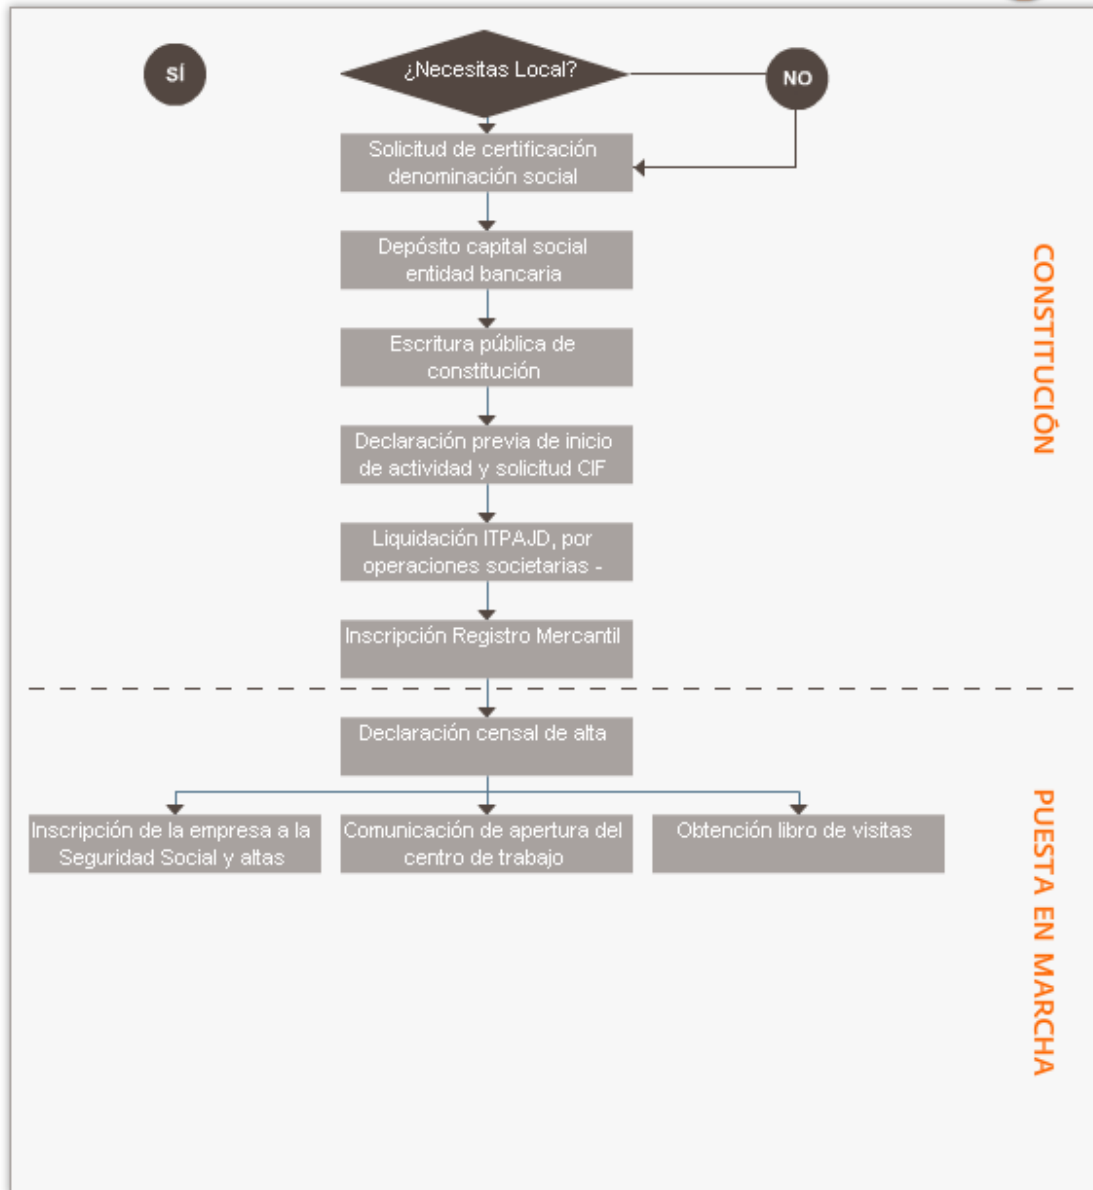 SÍ
¿Necesitas Local?
NO
Solicitud de certificación
denominación social
Depósito capital social
entidad bancaria
Escritura pública de
constitución
Declaración previa de inicio
de actividad y solicitud CIF
Liquidación ITPAJD, por
operaciones societarias -
Inscripción Registro Mercantil
CONSTITUCIÓN
Declaración censal de alta
Inscripción de la empresa a la
Seguridad Social y altas
Comunicación de apertura del
centro de trabajo
Obtención libro de visitas
PUESTA EN MARCHA